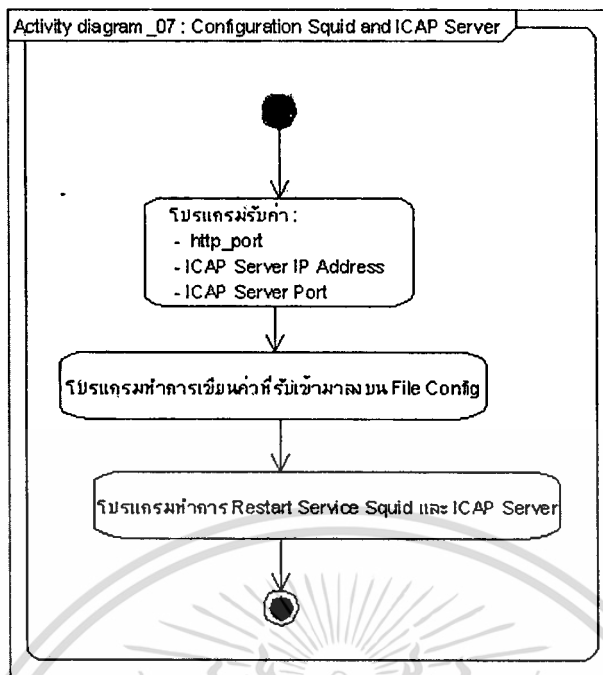 Activity diagram _07 : Configuration Squid and ICAP Server
โปรแกรมรับค่า :
- http_port
- ICAP Server IP Address
- ICAP Server Port
โปรแกรมทำการเขียนค่าที่รับเข้ามาลงบน File Config
โปรแกรมทำการ Restart Service Squid และ ICAP Server